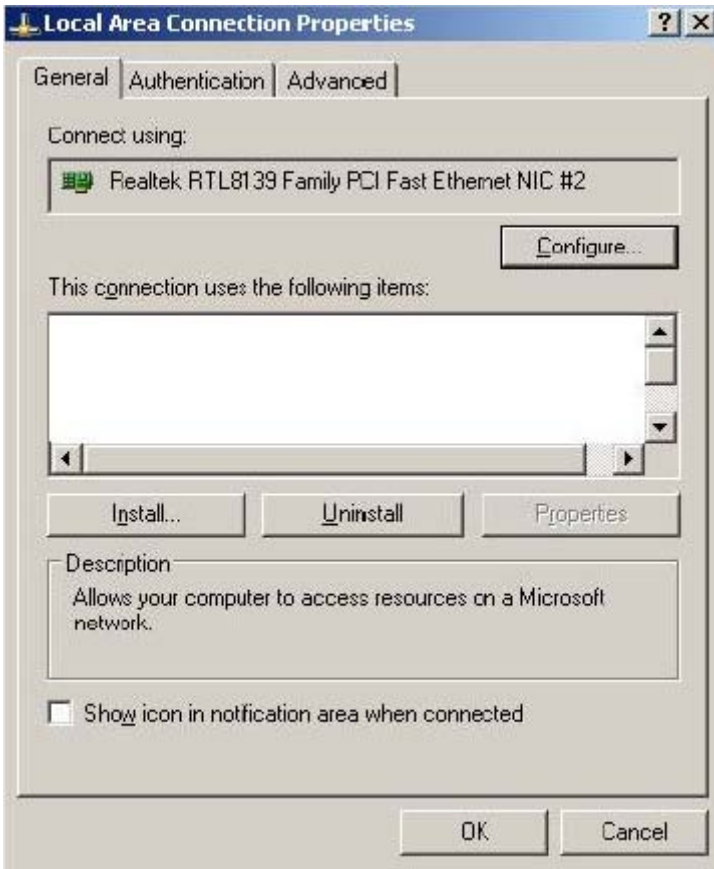 Local Area Connection Properties
General Authentication Advanced
Connect using:
Realtek RTL8139 Family PCI Fast Ethernet NIC #2
Configure...
This connection uses the following items:
Install... Uninstall Properties
Description
Allows your computer to access resources on a Microsoft
network.
Show icon in notfication area when connected
OK Cancel